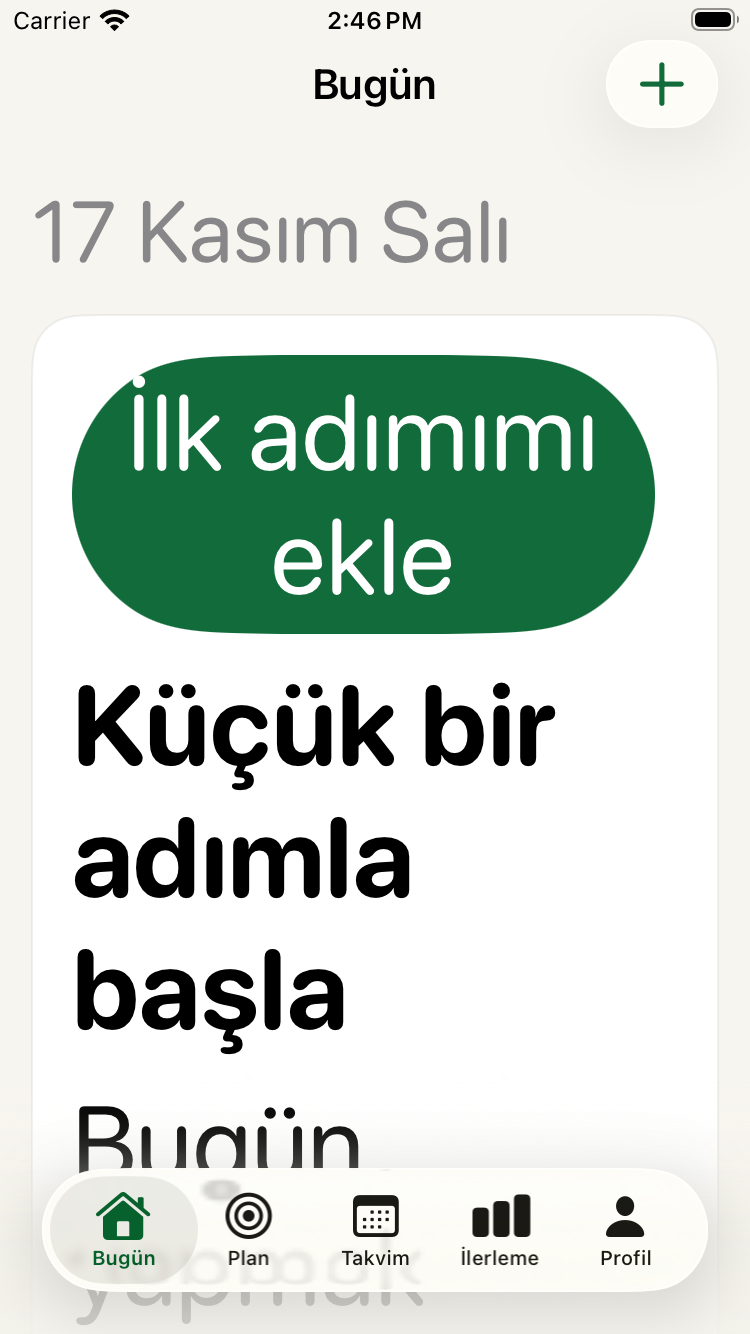 Carrier
2:46 PM
Bugün
17 Kasım Salı
İlk adımımı
ekle
Küçük bir
adımla
başla
Bugün
yapmak
Bugün
Plan
Takvim
İlerleme
Profil